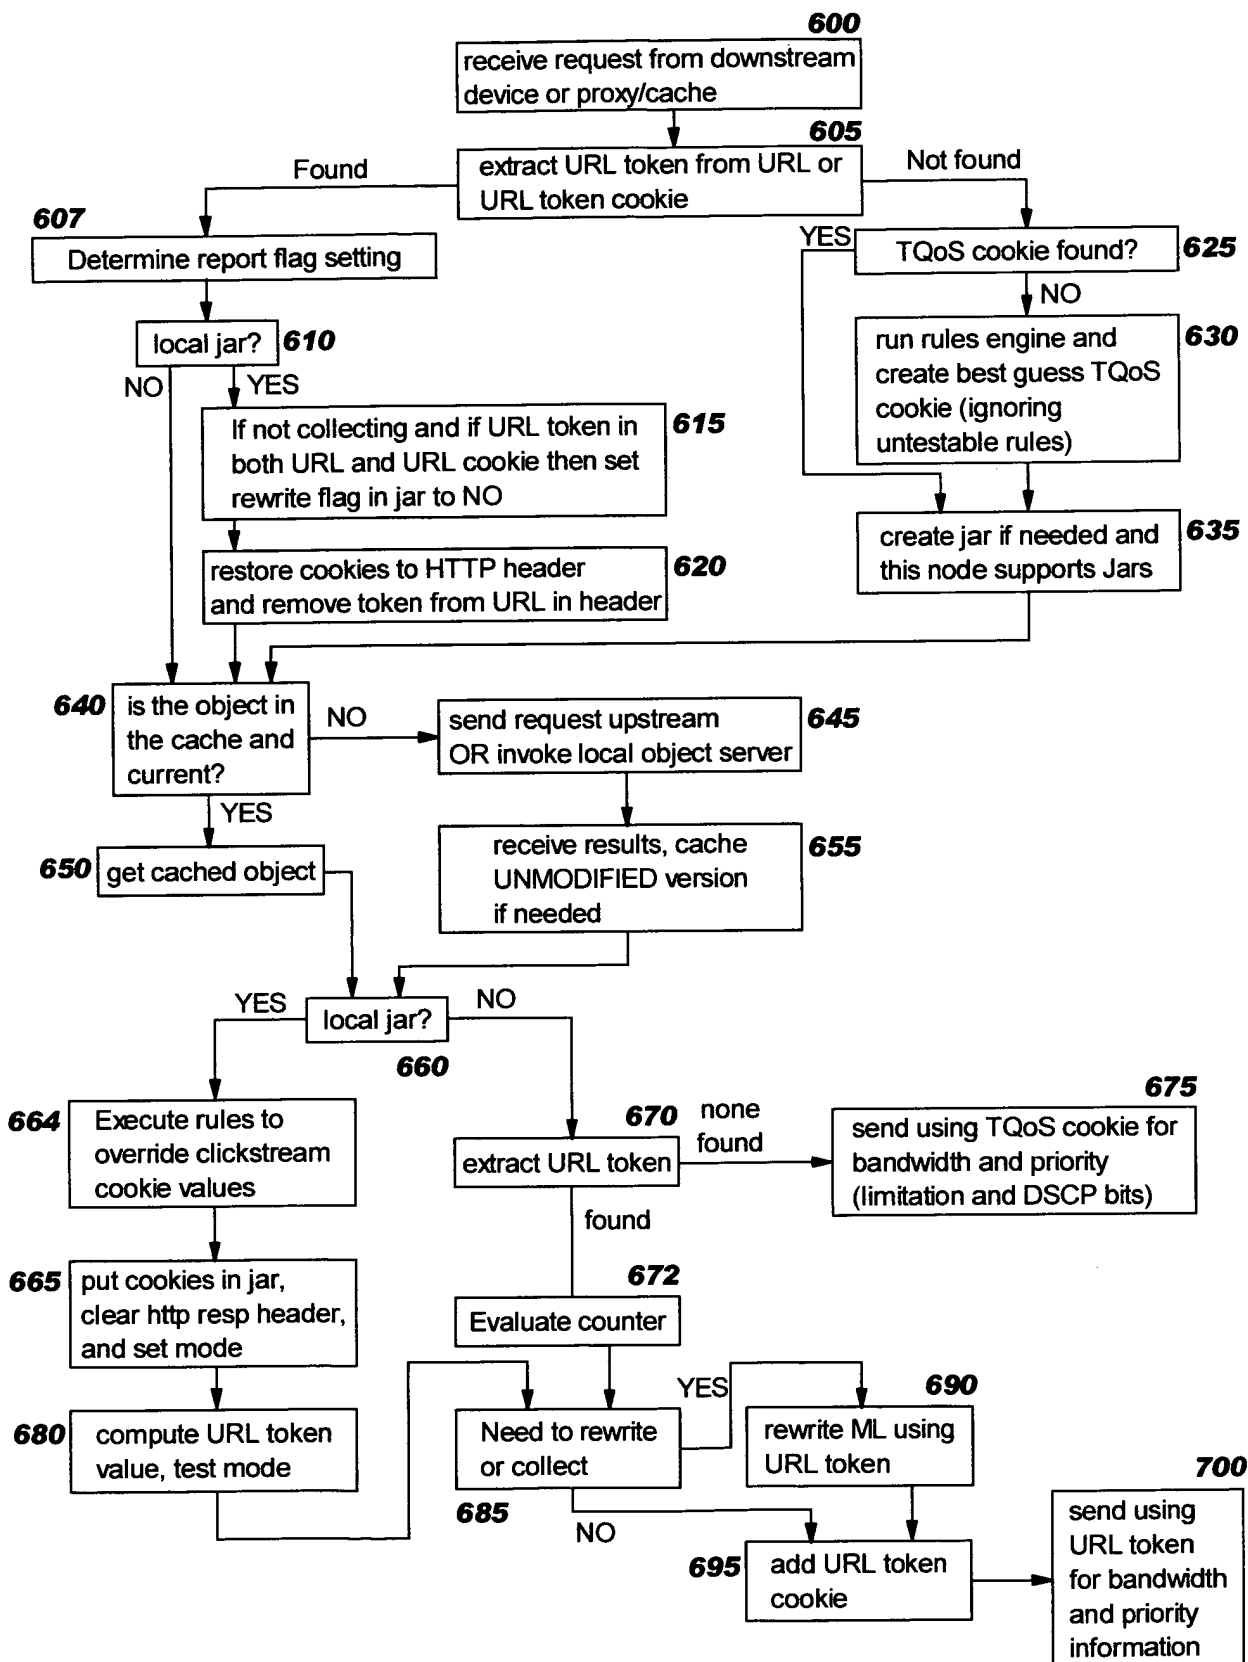 600
receive request from downstream
device or proxy/cache
605
Found
extract URL token from URL or
URL token cookie
Not found
607
Determine report flag setting
YES
TQoS cookie found?
625
NO
local jar?
610
NO
YES
run rules engine and
create best guess TQoS
cookie (ignoring
untestable rules)
630
If not collecting and if URL token in
both URL and URL cookie then set
rewrite flag in jar to NO
615
create jar if needed and
this node supports Jars
635
restore cookies to HTTP header
and remove token from URL in header
620
640
is the object in
the cache and
current?
NO
send request upstream
OR invoke local object server
645
YES
650
get cached object
receive results, cache
UNMODIFIED version
if needed
655
YES
local jar?
NO
660
664
Execute rules to
override clickstream
cookie values
670
extract URL token
none
found
675
send using TQoS cookie for
bandwidth and priority
(limitation and DSCP bits)
found
665
put cookies in jar,
clear http resp header,
and set mode
672
Evaluate counter
680
compute URL token
value, test mode
Need to rewrite
or collect
685
YES
690
rewrite ML using
URL token
NO
695
add URL token
cookie
700
send using
URL token
for bandwidth
and priority
information